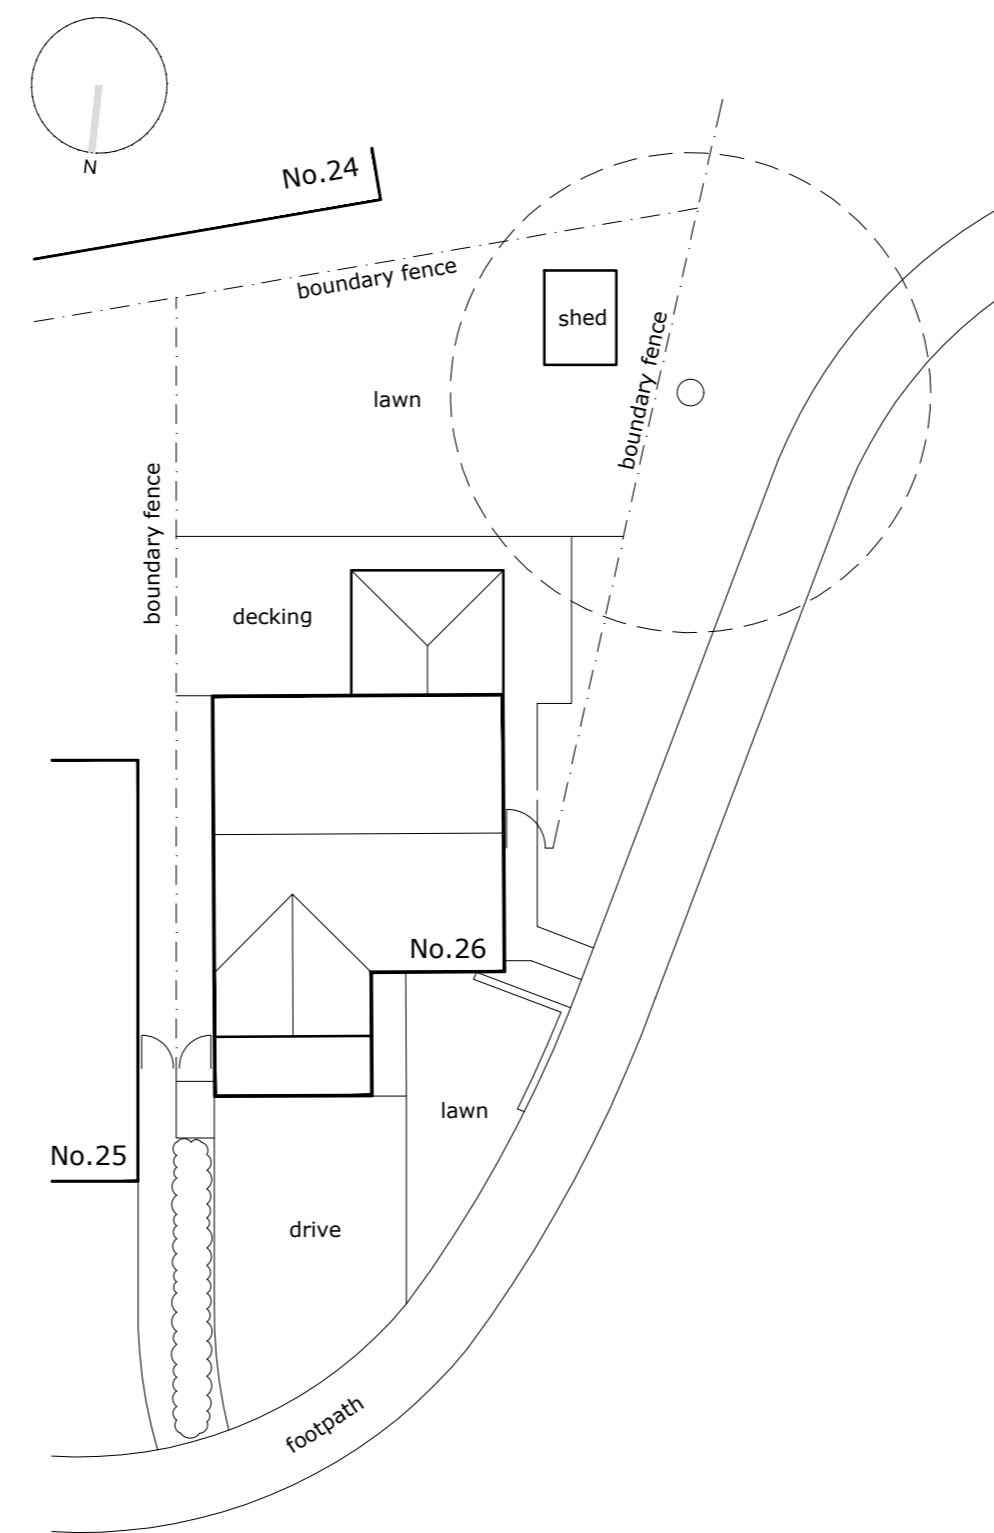 N
No.24
boundary fence
shed
boundary fence
lawn
boundary fence
decking
No.26
lawn
No.25
drive
footpath